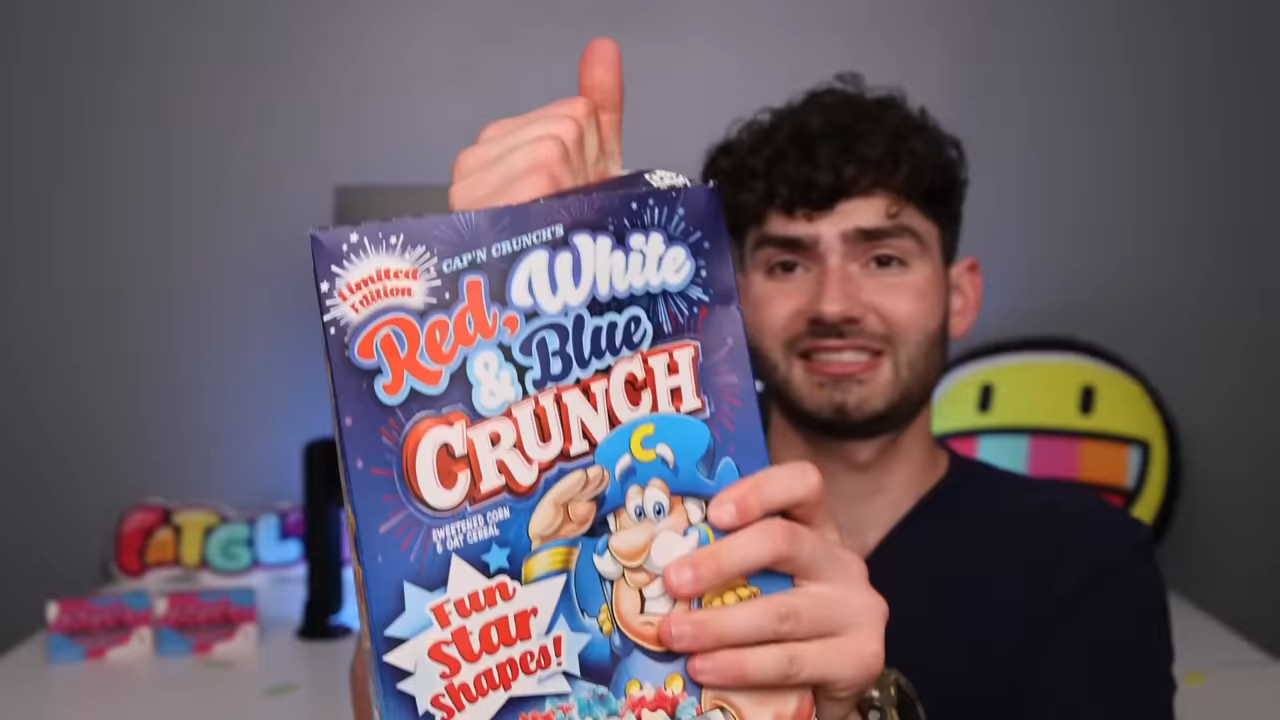 Limited
Edition
CAP'N CRUNCH'S
Red, White
& Blue
CRUNCH
SWEETENED CORN
& OAT CEREAL
C
Fun
Star
Shapes!